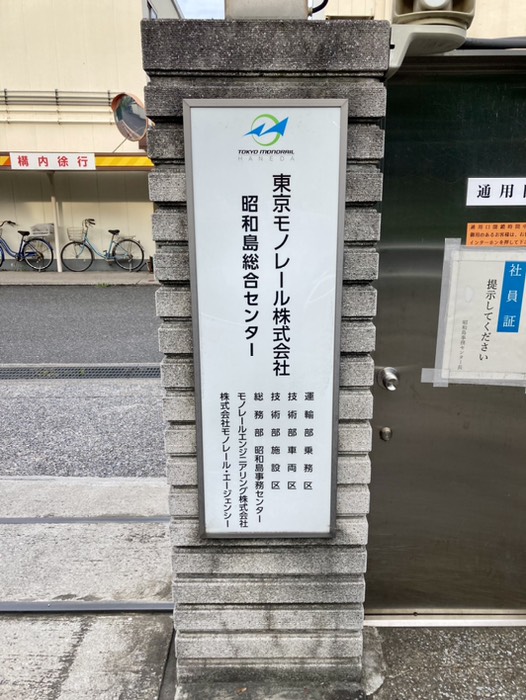 TOKYO MONORAIL
HANEDA
東京モノレール株式会社
昭和島総合センター
運輸部乗務区
技術部車両区
技術部施設区
総務部 昭和島事務センター
モノレールエンジニアリング株式会社
株式会社モノレール・エージェンシー
構内徐行
通用口
社員証
提示してください